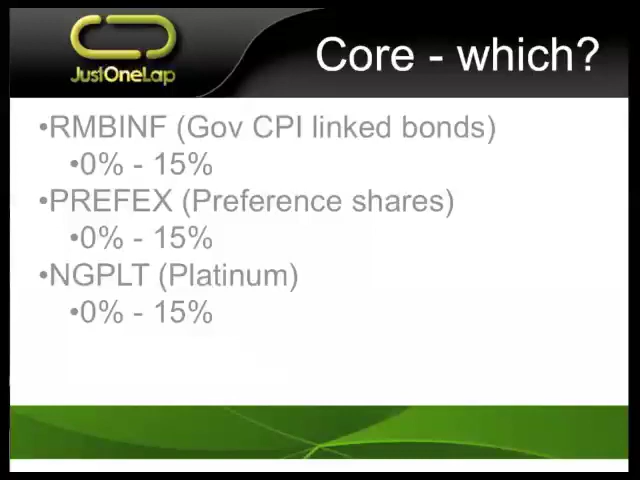 JustOneLap
Core - which?
•RMBINF (Gov CPI linked bonds)
•0% - 15%
•PREFEX (Preference shares)
•0% - 15%
•NGPLT (Platinum)
•0% - 15%